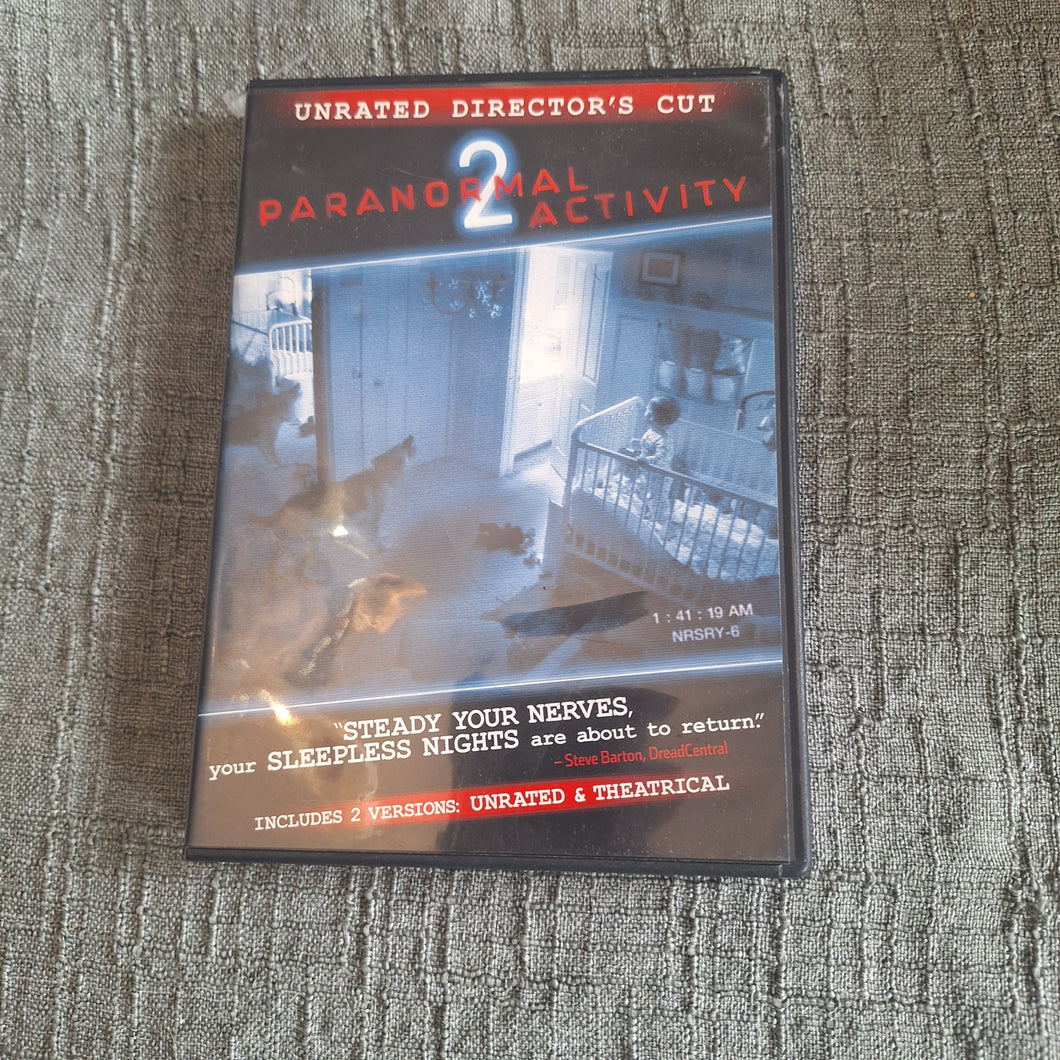 UNRATED DIRECTOR'S CUT
PARANORMAL
2
ACTIVITY
1 : 41 : 19 AM
NRSRY-6
"STEADY YOUR NERVES,
your SLEEPLESS NIGHTS are about to return."
– Steve Barton, DreadCentral
INCLUDES 2 VERSIONS: UNRATED & THEATRICAL